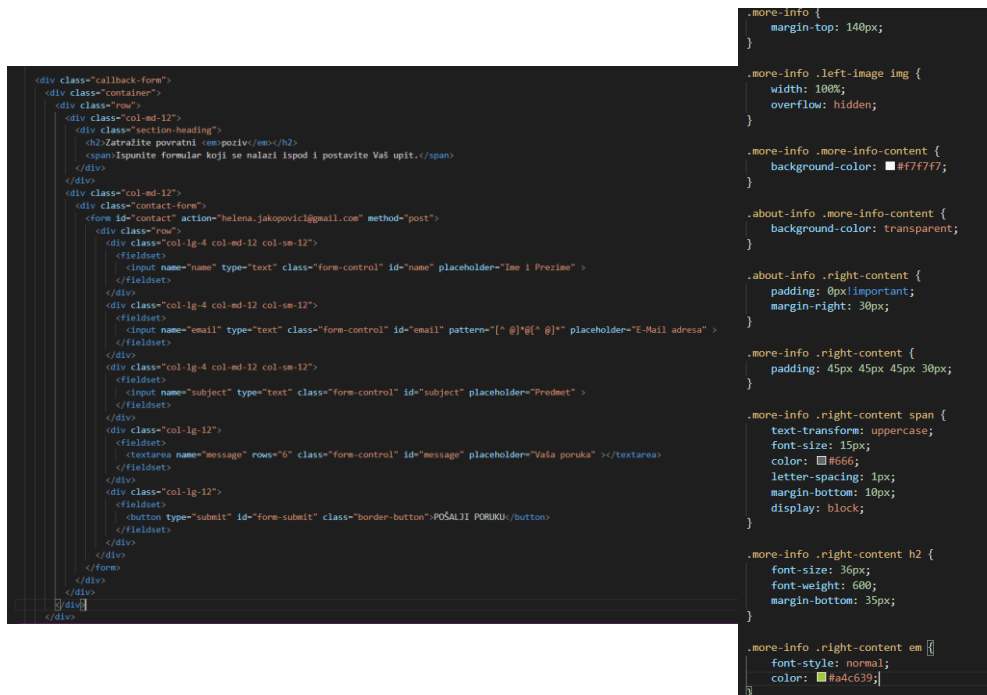 <div class="callback-form">
<div class="container">
<div class="row">
<div class="col-md-12">
<div class="section-heading">
<h2>Zatražite povratni <em>poziv</em></h2>
<span>Ispunite formular koji se nalazi ispod i postavite Vaš upit.</span>
</div>
</div>
<div class="col-md-12">
<div class="contact-form">
<form id="contact" action="helena.jakopovic1@gmail.com" method="post">
<div class="row">
<div class="col-lg-4 col-md-12 col-sm-12">
<fieldset>
<input name="name" type="text" class="form-control" id="name" placeholder="Ime i Prezime" >
</fieldset>
</div>
<div class="col-lg-4 col-md-12 col-sm-12">
<fieldset>
<input name="email" type="text" class="form-control" id="email" pattern="[^ @]*@[^ @]*" placeholder="E-Mail adresa" >
</fieldset>
</div>
<div class="col-lg-4 col-md-12 col-sm-12">
<fieldset>
<input name="subject" type="text" class="form-control" id="subject" placeholder="Predmet" >
</fieldset>
</div>
<div class="col-lg-12">
<fieldset>
<textarea name="message" rows="6" class="form-control" id="message" placeholder="Vaša poruka" ></textarea>
</fieldset>
</div>
<div class="col-lg-12">
<fieldset>
<button type="submit" id="form-submit" class="border-button">POŠALJI PORUKU</button>
</fieldset>
</div>
</div>
</form>
</div>
</div>
</div>
</div>
.more-info {
margin-top: 140px;
}
.more-info .left-image img {
width: 100%;
overflow: hidden;
}
.more-info .more-info-content {
background-color: #f7f7f7;
}
.about-info .more-info-content {
background-color: transparent;
}
.about-info .right-content {
padding: 0px!important;
margin-right: 30px;
}
.more-info .right-content {
padding: 45px 45px 45px 30px;
}
.more-info .right-content span {
text-transform: uppercase;
font-size: 15px;
color: #666;
letter-spacing: 1px;
margin-bottom: 10px;
display: block;
}
.more-info .right-content h2 {
font-size: 36px;
font-weight: 600;
margin-bottom: 35px;
}
.more-info .right-content em {
font-style: normal;
color: #a4c639;
}